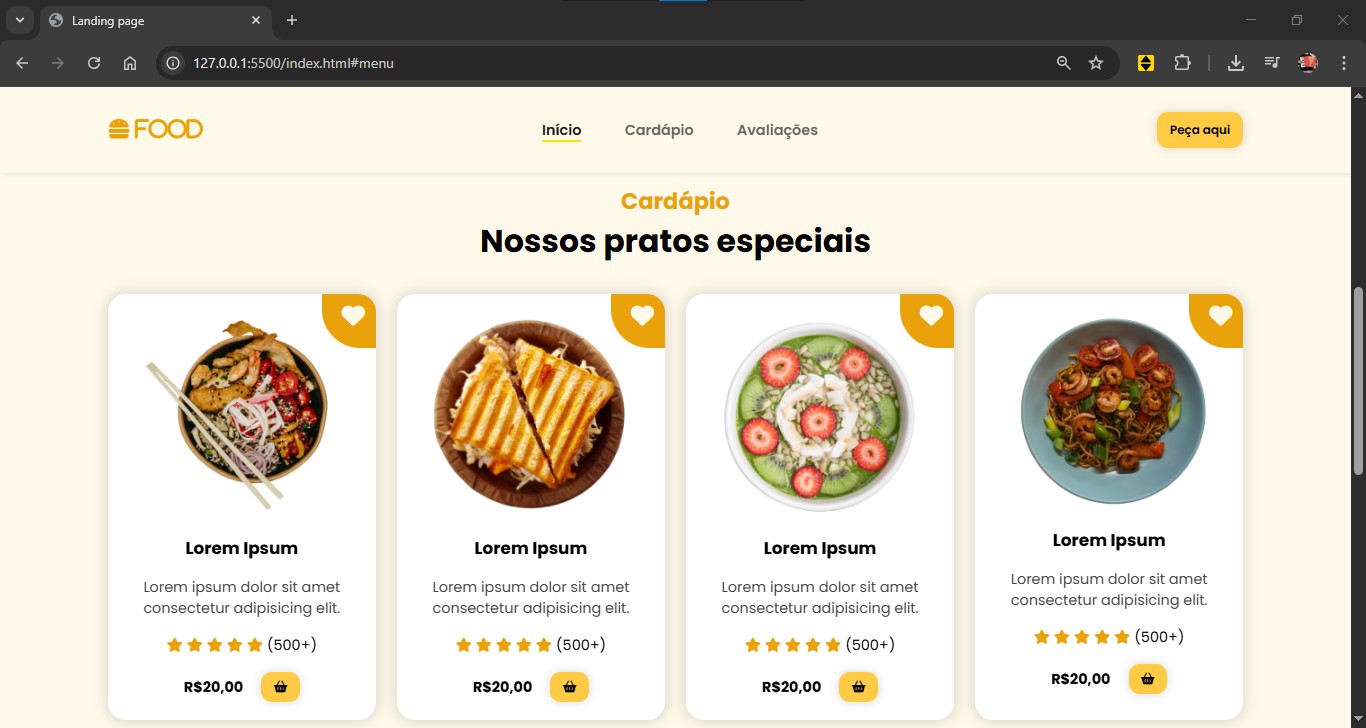 Landing page
127.0.0.1:5500/index.html#menu
FOOD
Início Cardápio Avaliações
Peça aqui
Cardápio
Nossos pratos especiais
Lorem Ipsum
Lorem ipsum dolor sit amet
consectetur adipisicing elit.
(500+)
R$20,00
Lorem Ipsum
Lorem ipsum dolor sit amet
consectetur adipisicing elit.
(500+)
R$20,00
Lorem Ipsum
Lorem ipsum dolor sit amet
consectetur adipisicing elit.
(500+)
R$20,00
Lorem Ipsum
Lorem ipsum dolor sit amet
consectetur adipisicing elit.
(500+)
R$20,00